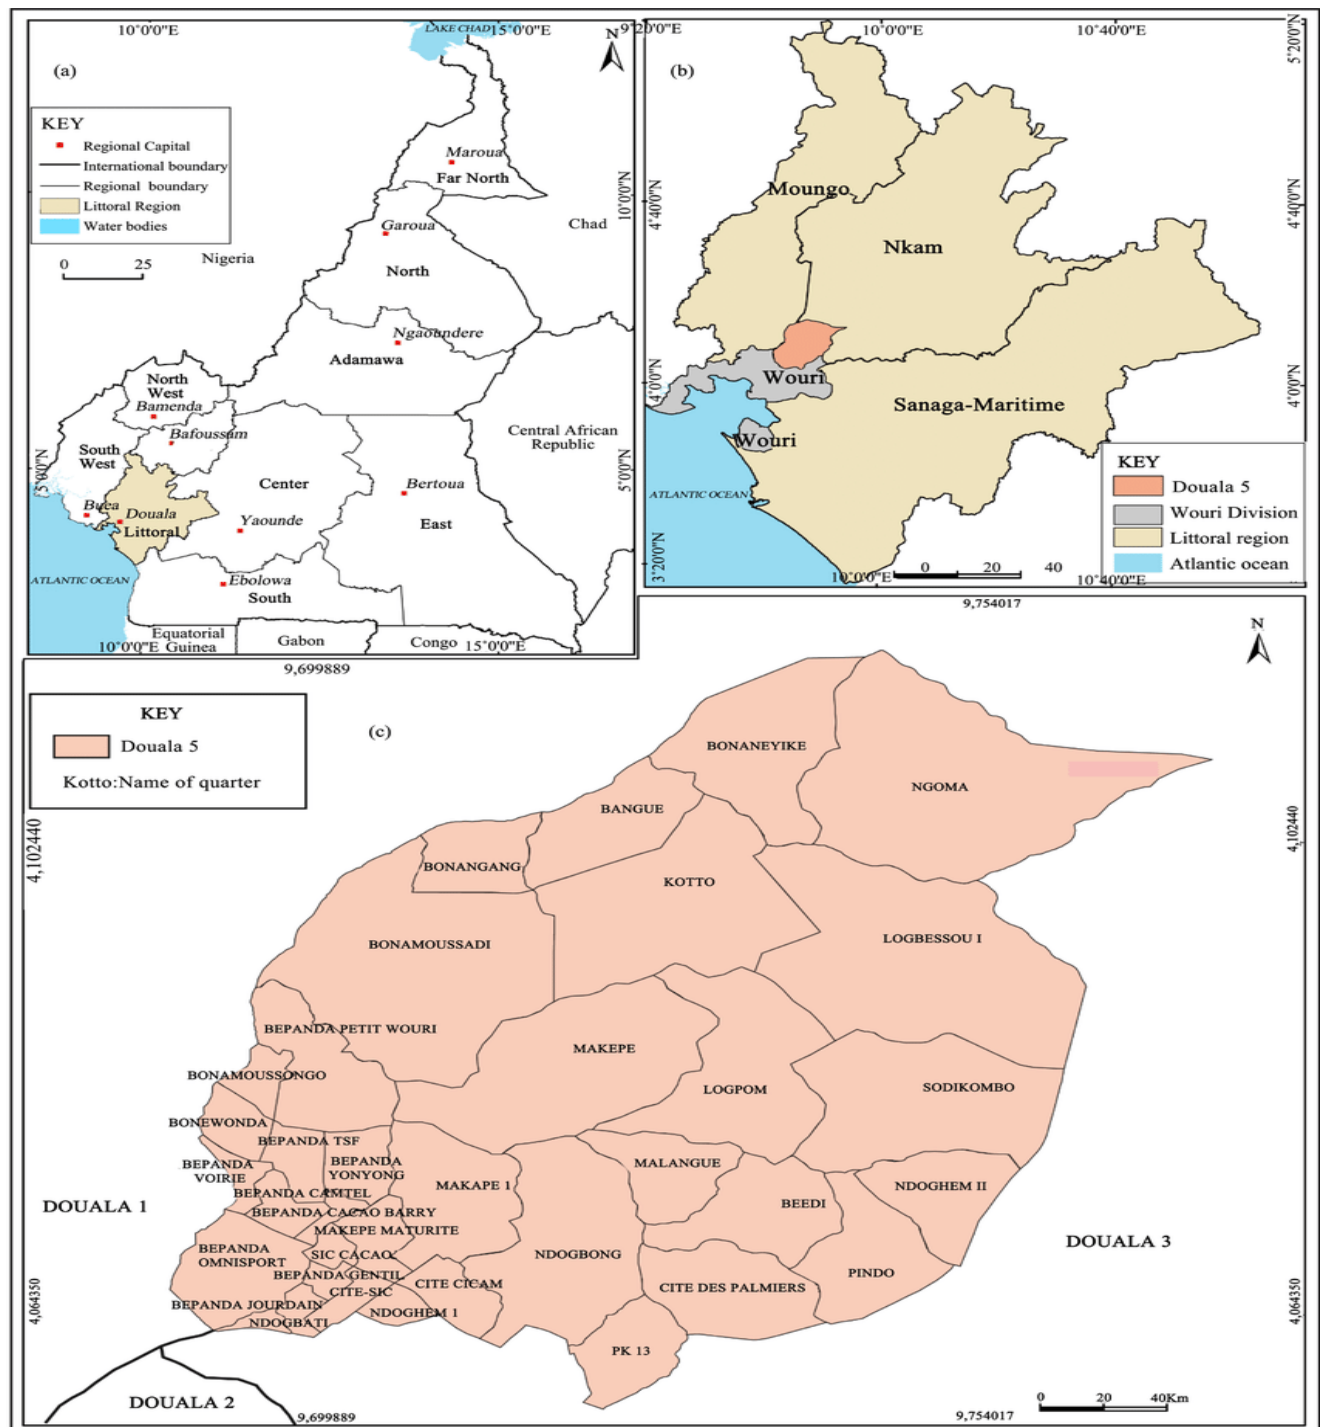 LAKE CHAD
10°0'0"E
15°0'0"E
N
(a)
KEY
Regional Capital
International boundary
Regional boundary
Littoral Region
Water bodies
0 25
Nigeria
Maroua
Far North
10°0'0"N
Chad
Garoua
North
Ngaoundere
Adamawa
North
West
Bamenda
Bafoussam
South
West
5°0'0"N
Center
Central African
Republic
5°0'0"N
Bertoua
East
Buea
Douala
Littoral
Yaounde
ATLANTIC OCEAN
Ebolowa
South
Equatorial
Guinea
Gabon
Congo
10°0'0"E
15°0'0"E
9°20'0"E
10°0'0"E
10°40'0"E
5°20'0"N
(b)
Moungo
4°40'0"N
4°40'0"N
Nkam
Wouri
4°0'0"N
4°0'0"N
Sanaga-Maritime
Wouri
ATLANTIC OCEAN
KEY
Douala 5
Wouri Division
Littoral region
Atlantic ocean
3°20'0"N
10°0'0"E
0 20 40
10°40'0"E
9,699889
9,754017
N
KEY
Douala 5
Kotto:Name of quarter
(c)
BONANEYIKE
NGOMA
BANGUE
4,102440
4,102440
BONANGANG
KOTTO
BONAMOUSSADI
LOGBESSOU I
BEPANDA PETIT WOURI
MAKEPE
BONAMOUSSONGO
LOGPOM
SODIKOMBO
BONEWONDA
BEPANDA TSF
BEPANDA
VOIRIE
BEPANDA
YONYONG
MALANGUE
BEPANDA CAMTEL
MAKAPE 1
NDOGHEM II
DOUALA 1
BEPANDA CACAO BARRY
BEEDI
MAKEPE MATURITE
DOUALA 3
BEPANDA
OMNISPORT
SIC CACAO
NDOGBONG
BEPANDA GENTIL
CITE CICAM
PINDO
CITE-SIC
CITE DES PALMIERS
BEPANDA JOURDAIN
NDOGHEM 1
4,064350
4,064350
NDOGBATI
PK 13
DOUALA 2
9,699889
9,754017
0 20 40Km